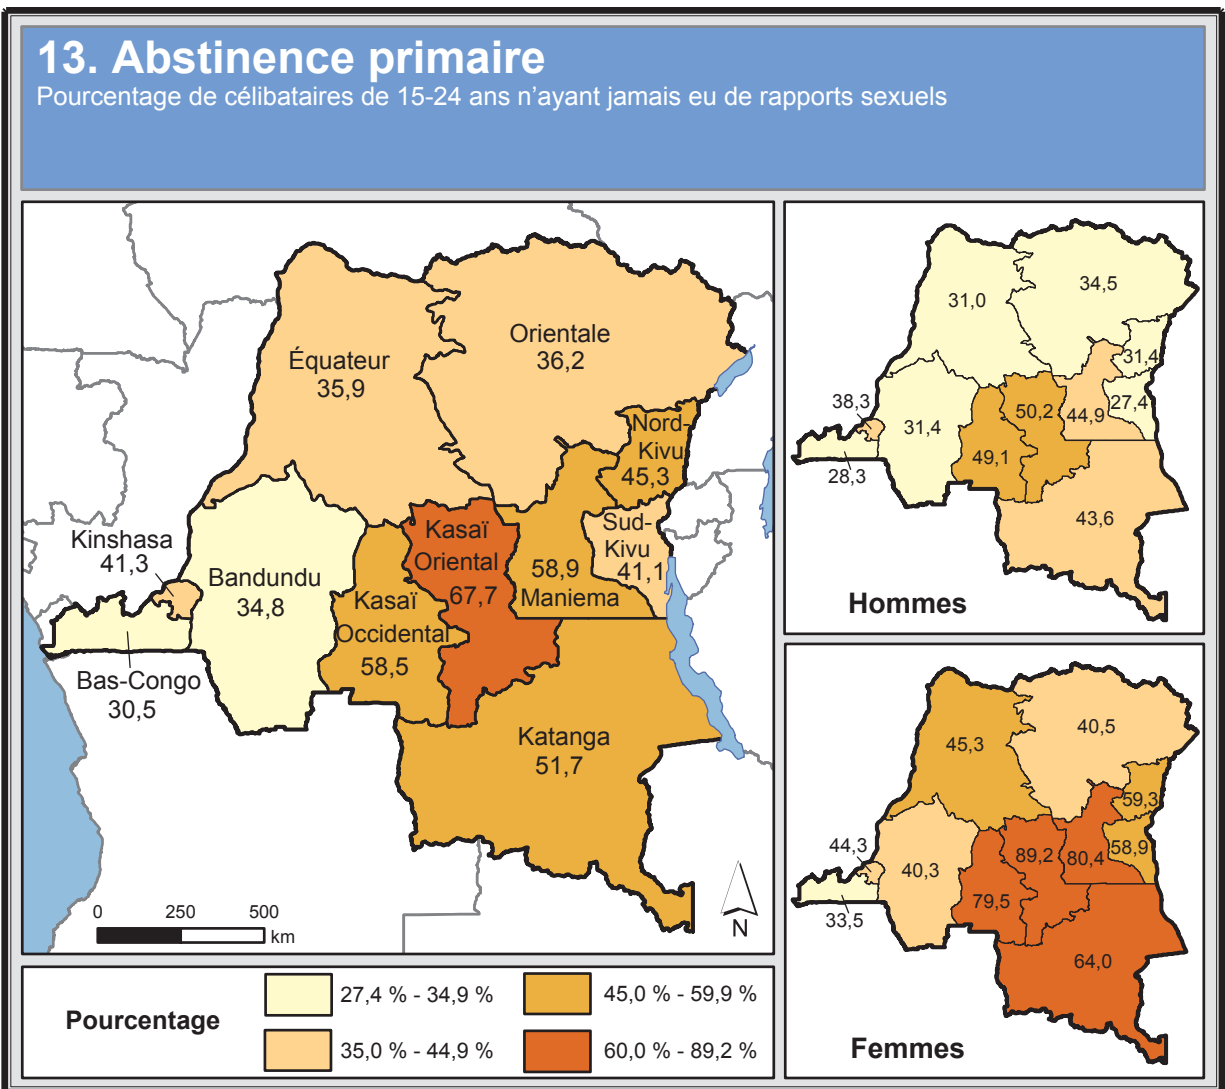 13. Abstinence primaire
Pourcentage de célibataires de 15-24 ans n'ayant jamais eu de rapports sexuels
Équateur
35,9
Orientale
36,2
Nord-
Kivu
45,3
Sud-
Kivu
41,1
58,9
Maniema
Kasaï
Oriental
67,7
Kasaï
Occidental
58,5
Bandundu
34,8
Kinshasa
41,3
Bas-Congo
30,5
Katanga
51,7
0 250 500
km
N
31,0
34,5
31,4
27,4
44,9
50,2
49,1
31,4
38,3
28,3
43,6
Hommes
45,3
40,5
59,3
58,9
80,4
89,2
79,5
40,3
44,3
33,5
64,0
Femmes
Pourcentage
27,4 % - 34,9 %
35,0 % - 44,9 %
45,0 % - 59,9 %
60,0 % - 89,2 %